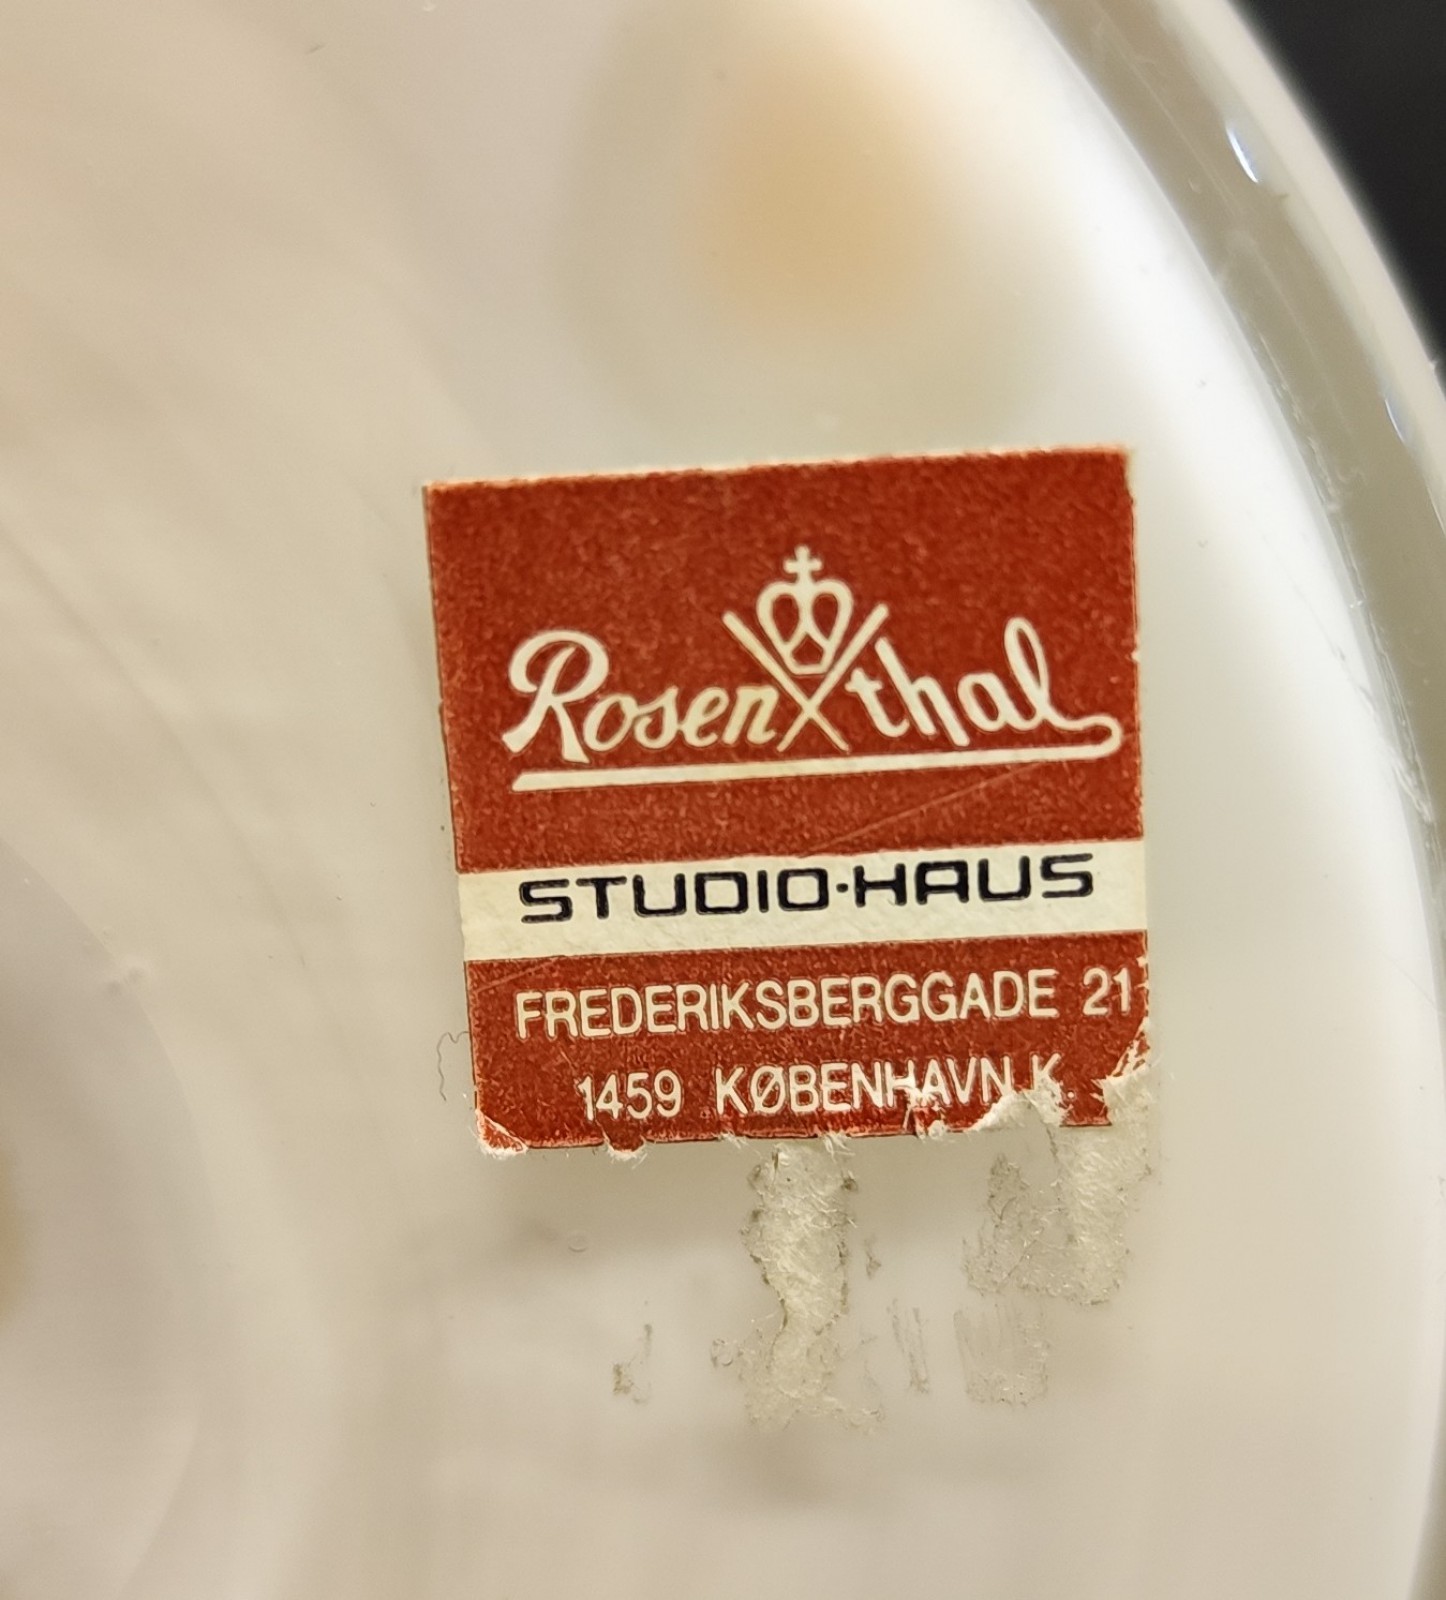 Rosenthal
STUDIO·HAUS
FREDERIKSBERGGADE 21
1459 KØBENHAVN K.